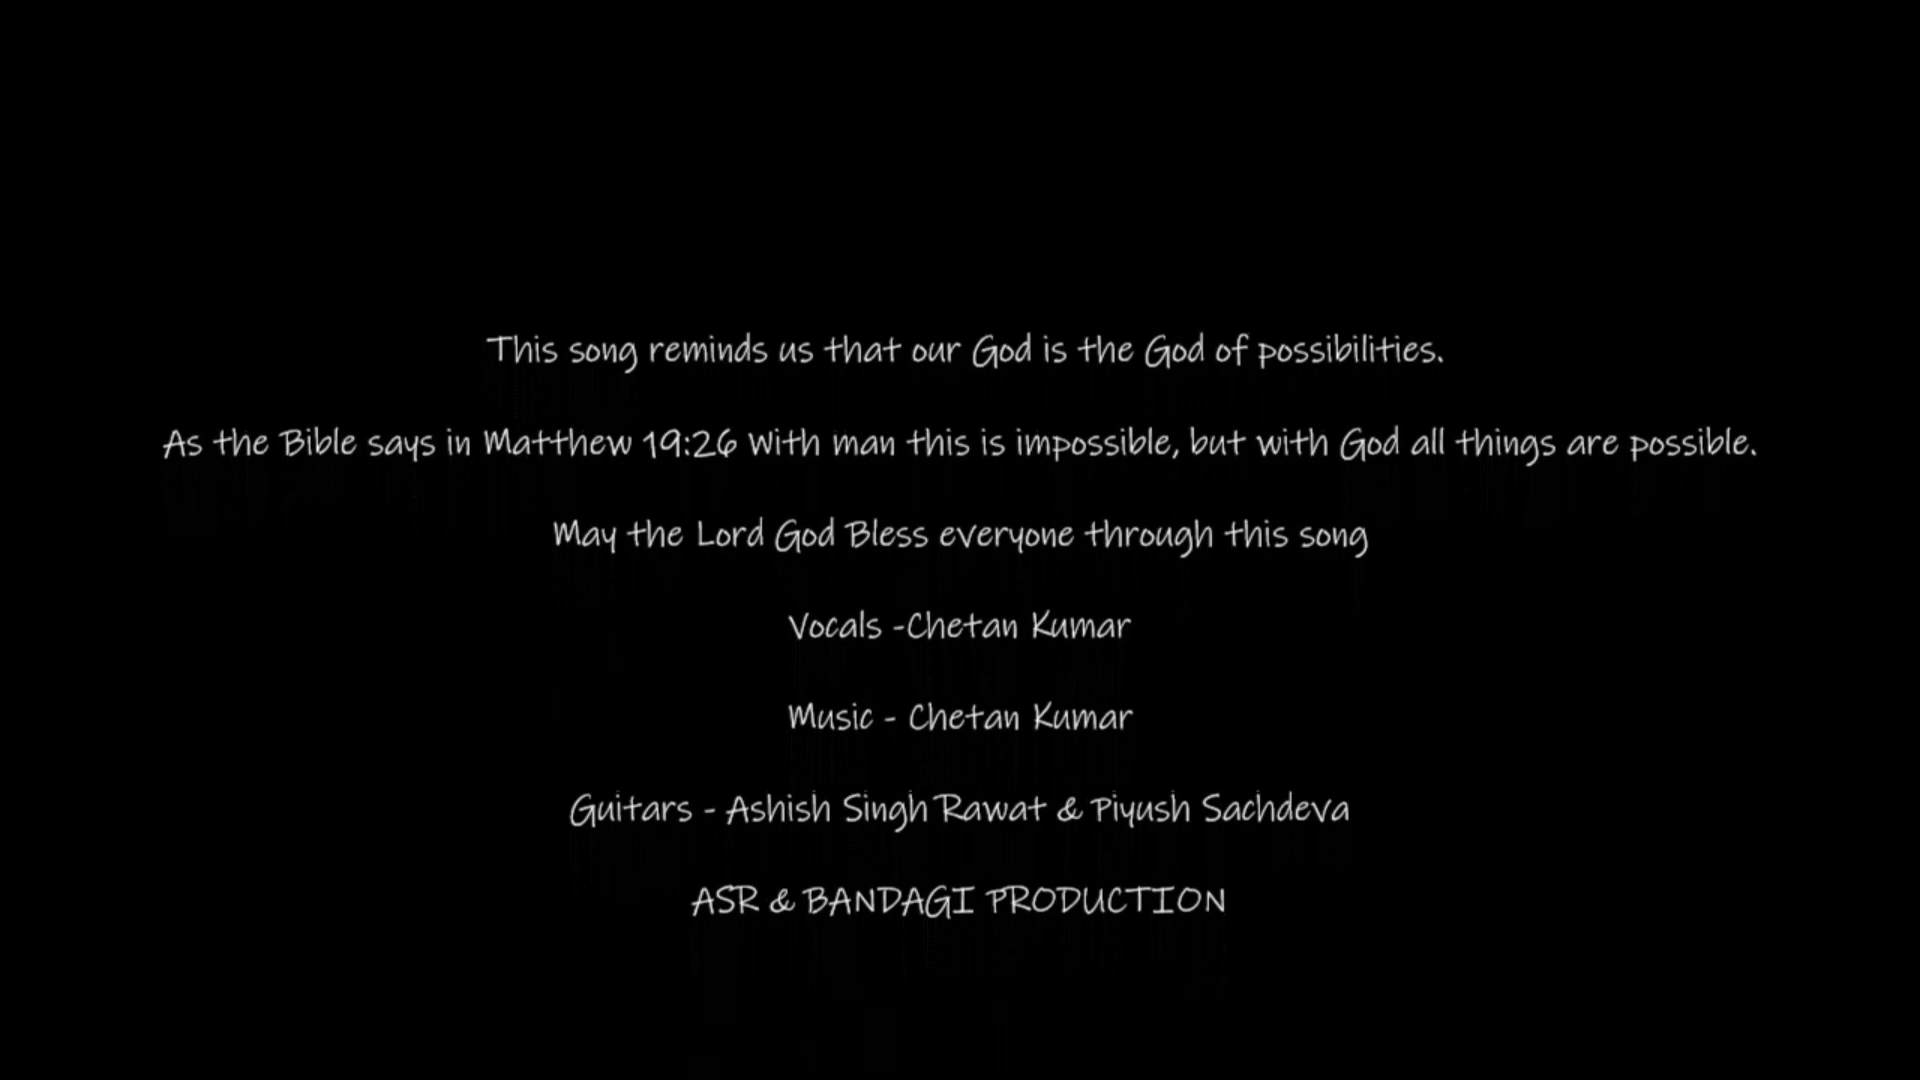 This song reminds us that our God is the God of possibilities.
As the Bible says in Matthew 19:26 With man this is impossible, but with God all things are possible.
May the Lord God Bless everyone through this song
Vocals -Chetan Kumar
Music - Chetan Kumar
Guitars - Ashish Singh Rawat & Piyush Sachdeva
ASR & BANDAGI PRODUCTION